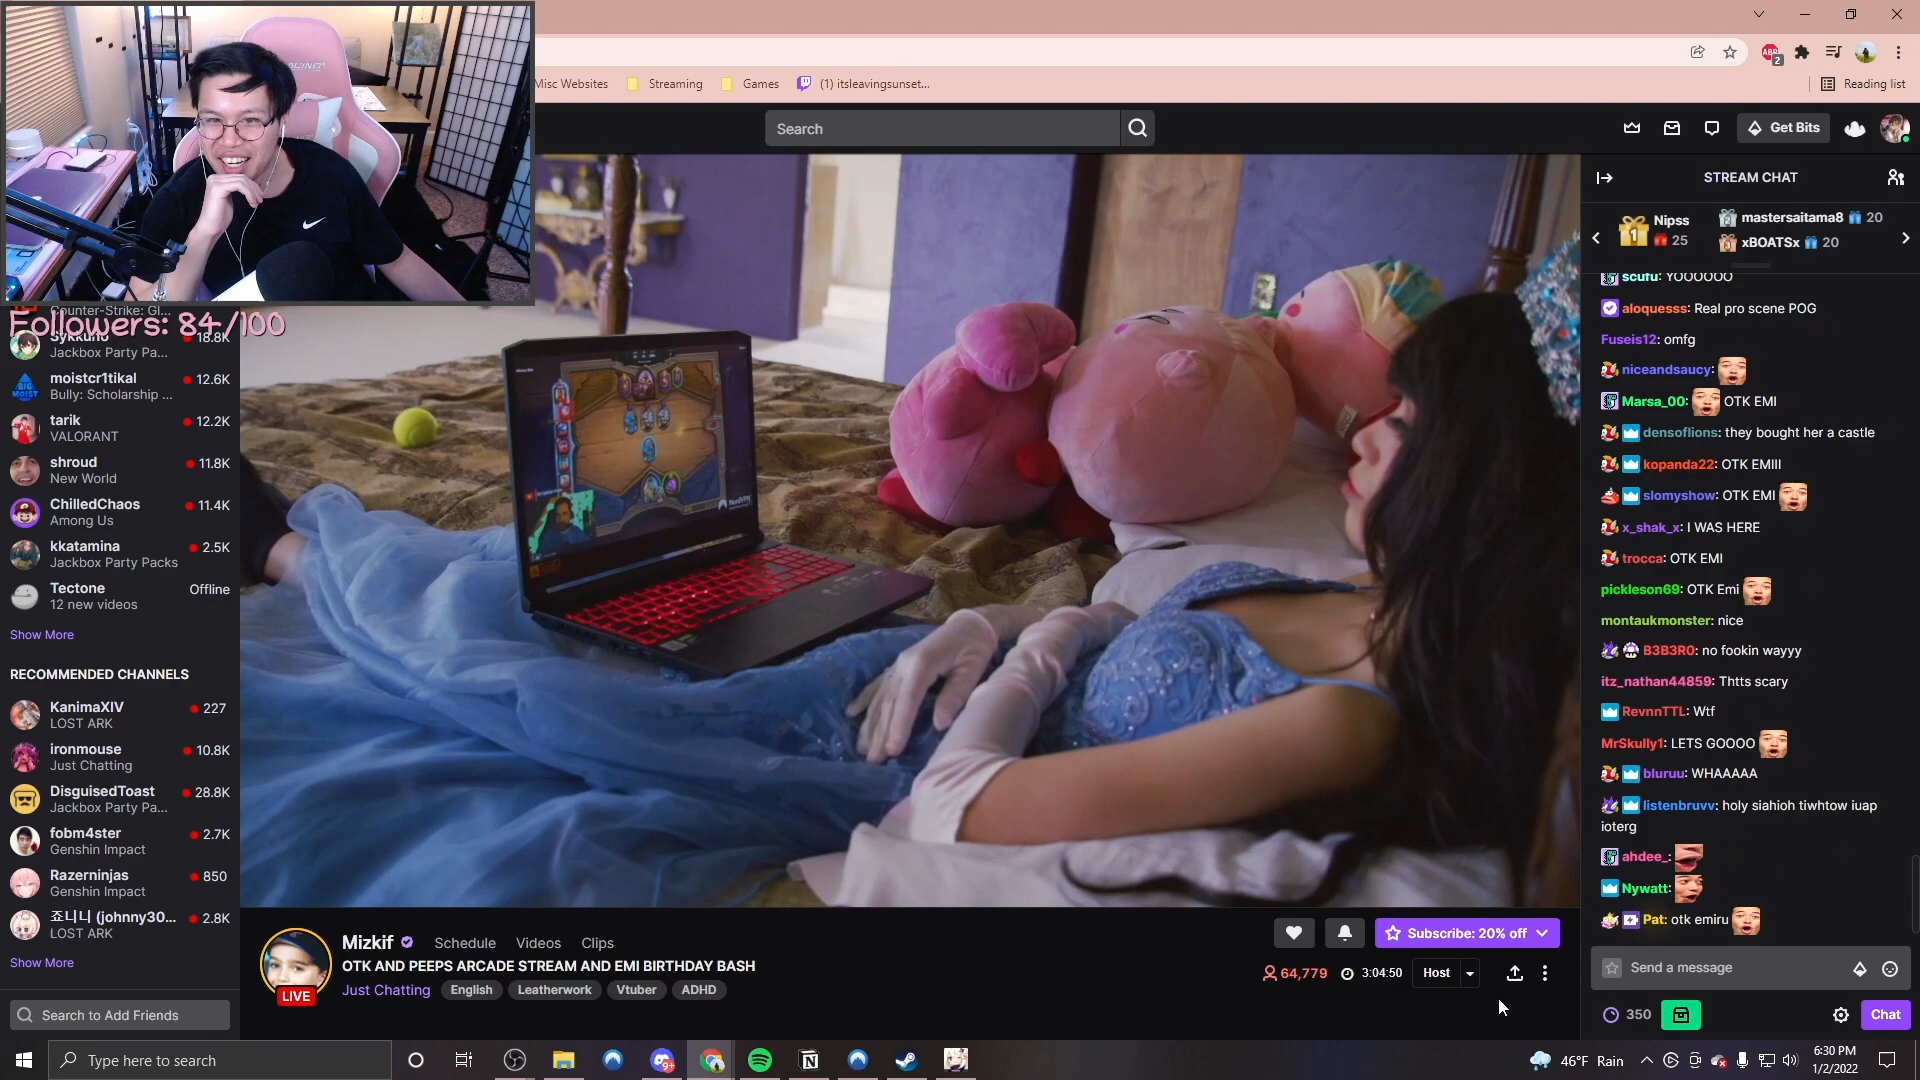 Misc Websites
Streaming
Games
(1) itsleavingsunset...
Reading list
Search
Get Bits
Followers: 84/100
Counter-Strike: Gl...
Sykkuno
18.8K
Jackbox Party Pa...
moistcr1tikal
12.6K
Bully: Scholarship ...
tarik
12.2K
VALORANT
shroud
11.8K
New World
ChilledChaos
11.4K
Among Us
kkatamina
2.5K
Jackbox Party Packs
Tectone
Offline
12 new videos
Show More
RECOMMENDED CHANNELS
KanimaXIV
227
LOST ARK
ironmouse
10.8K
Just Chatting
DisguisedToast
28.8K
Jackbox Party Pa...
fobm4ster
2.7K
Genshin Impact
Razerninjas
850
Genshin Impact
죠니니 (johnny30...
2.8K
LOST ARK
Show More
Search to Add Friends
LIVE
Mizkif
Schedule
Videos
Clips
OTK AND PEEPS ARCADE STREAM AND EMI BIRTHDAY BASH
Just Chatting
English
Leatherwork
Vtuber
ADHD
Subscribe: 20% off
64,779
3:04:50
Host
STREAM CHAT
Nipss
25
mastersaitama8 20
xBOATSx 20
scufu: YOOOOOO
aloquesss: Real pro scene POG
Fuseis12: omfg
niceandsaucy:
Marsa_00: OTK EMI
densoflions: they bought her a castle
kopanda22: OTK EMIII
slomyshow: OTK EMI
x_shak_x: I WAS HERE
trocca: OTK EMI
pickleson69: OTK Emi
montaukmonster: nice
B3B3R0: no fookin wayyy
itz_nathan44859: Thtts scary
RevnnTTL: Wtf
MrSkully1: LETS GOOOO
bluruu: WHAAAAA
listenbruvv: holy siahioh tiwhtow iuap
ioterg
ahdee_:
Nywatt:
Pat: otk emiru
Send a message
350
Chat
Type here to search
46°F Rain
6:30 PM
1/2/2022